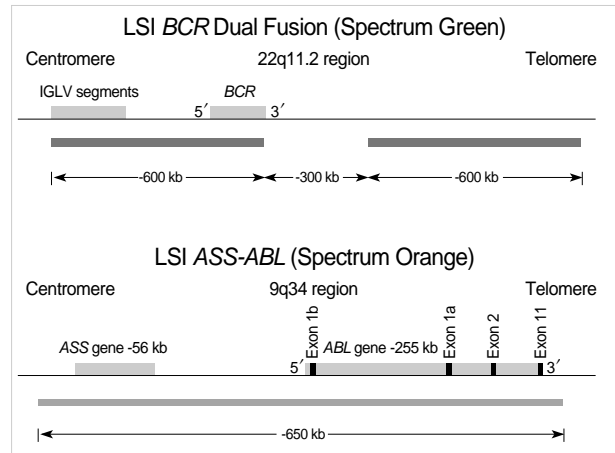 LSI BCR Dual Fusion (Spectrum Green)
Centromere 22q11.2 region Telomere
IGLV segments 5′ BCR 3′
-600 kb -300 kb -600 kb
LSI ASS-ABL (Spectrum Orange)
Centromere 9q34 region Telomere
ASS gene -56 kb 5′ Exon 1b ABL gene -255 kb Exon 1a Exon 2 Exon 11 3′
-650 kb